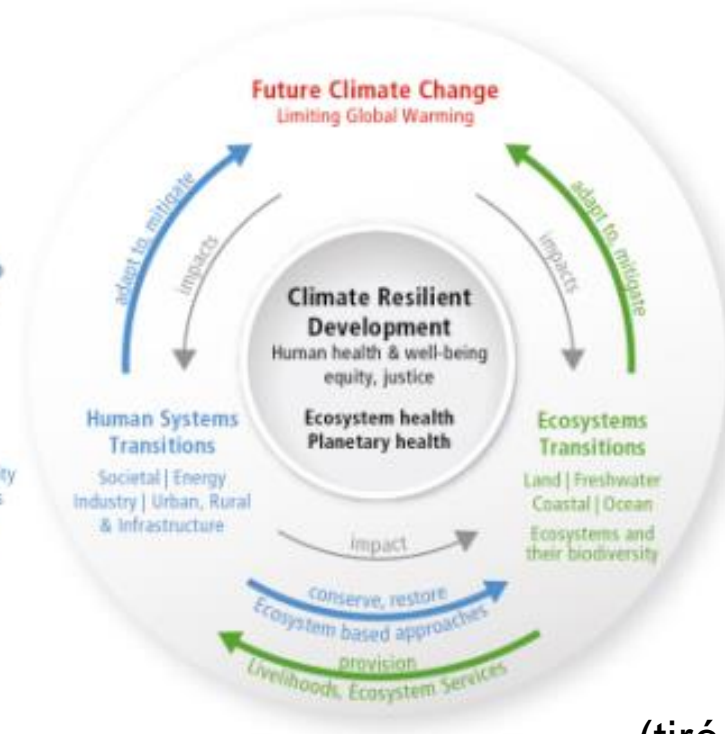 Future Climate Change
Limiting Global Warming
adapt to, mitigate
impacts
impacts
adapt to, mitigate
Climate Resilient
Development
Human health & well-being
equity, justice
Ecosystem health
Planetary health
Human Systems
Transitions
Societal | Energy
Industry | Urban, Rural
& Infrastructure
Ecosystems
Transitions
Land | Freshwater
Coastal | Ocean
Ecosystems and
their biodiversity
impact
conserve, restore
Ecosystem based approaches
provision
Livelihoods, Ecosystem Services